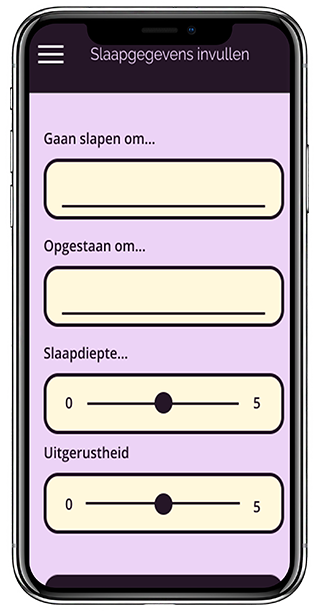 Slaapgegevens invullen
Gaan slapen om...
Opgestaan om...
Slaapdiepte...
0 5
Uitgerustheid
0 5